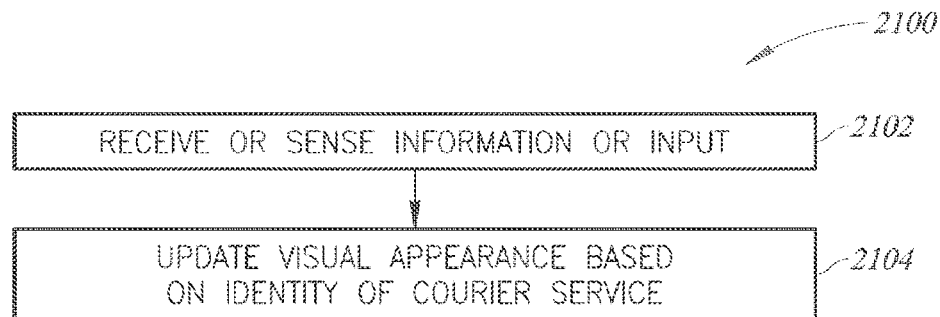 2100
RECEIVE OR SENSE INFORMATION OR INPUT
2102
UPDATE VISUAL APPEARANCE BASED
ON IDENTITY OF COURIER SERVICE
2104